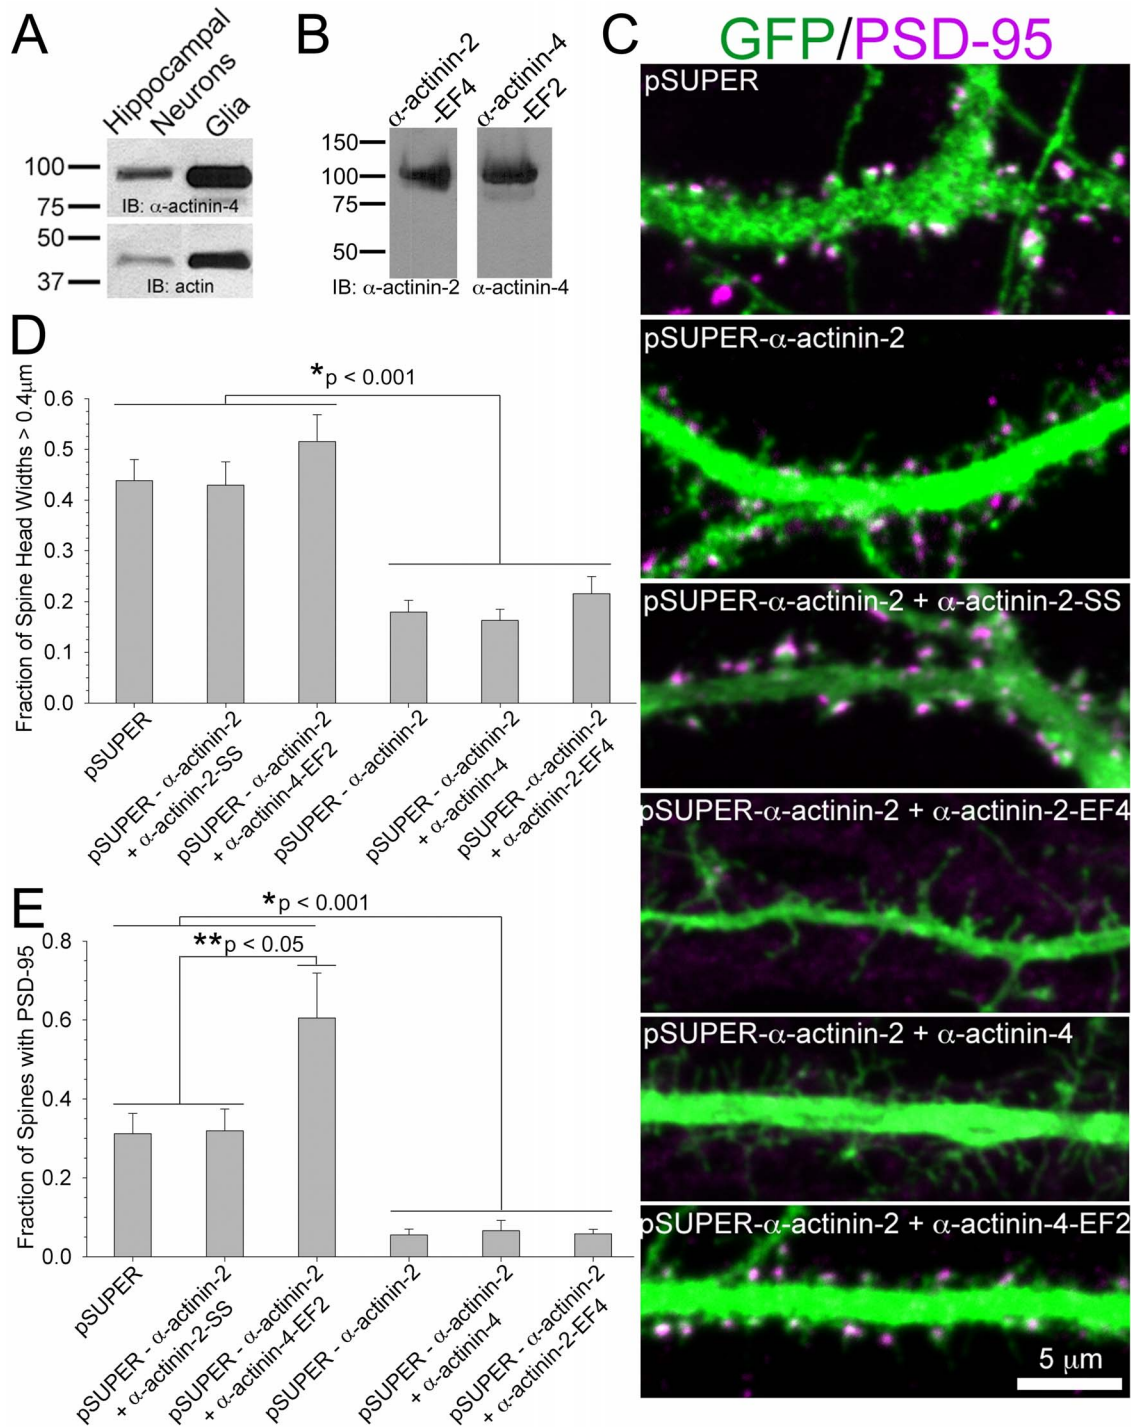 A
Hippocampal
Neurons
Glia
100
75
IB: α-actinin-4
50
37
IB: actin
B
α-actinin-2
-EF4
α-actinin-4
-EF2
150
100
75
50
IB: α-actinin-2 α-actinin-4
C
GFP/PSD-95
pSUPER
pSUPER-α-actinin-2
pSUPER-α-actinin-2 + α-actinin-2-SS
pSUPER-α-actinin-2 + α-actinin-2-EF4
pSUPER-α-actinin-2 + α-actinin-4
pSUPER-α-actinin-2 + α-actinin-4-EF2
5 μm
D
Fraction of Spine Head Widths > 0.4μm
*p < 0.001
0.6
0.5
0.4
0.3
0.2
0.1
0.0
pSUPER
pSUPER - α-actinin-2
+ α-actinin-2-SS
pSUPER - α-actinin-2
+ α-actinin-4-EF2
pSUPER - α-actinin-2
pSUPER - α-actinin-2
+ α-actinin-4
pSUPER -α-actinin-2
+ α-actinin-2-EF4
E
Fraction of Spines with PSD-95
*p < 0.001
**p < 0.05
0.8
0.6
0.4
0.2
0.0
pSUPER
pSUPER - α-actinin-2
+ α-actinin-2-SS
pSUPER - α-actinin-2
+ α-actinin-4-EF2
pSUPER - α-actinin-2
pSUPER - α-actinin-2
+ α-actinin-4
pSUPER - α-actinin-2
+ α-actinin-2-EF4